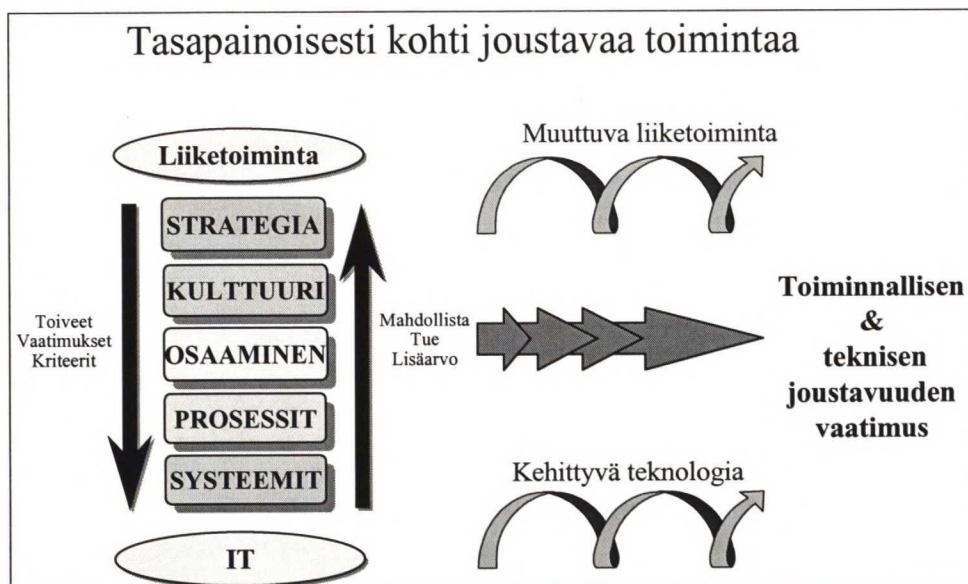 Tasapainoisesti kohti joustavaa toimintaa
Liiketoiminta
STRATEGIA
KULTTUURI
OSAAMINEN
PROSESSIT
SYSTEEMIT
IT
Toiveet
Vaatimukset
Kriteerit
Mahdollista
Tue
Lisäarvo
Muuttuva liiketoiminta
Kehittyvä teknologia
Toiminnallisen
&
teknisen
joustavuuden
vaatimus